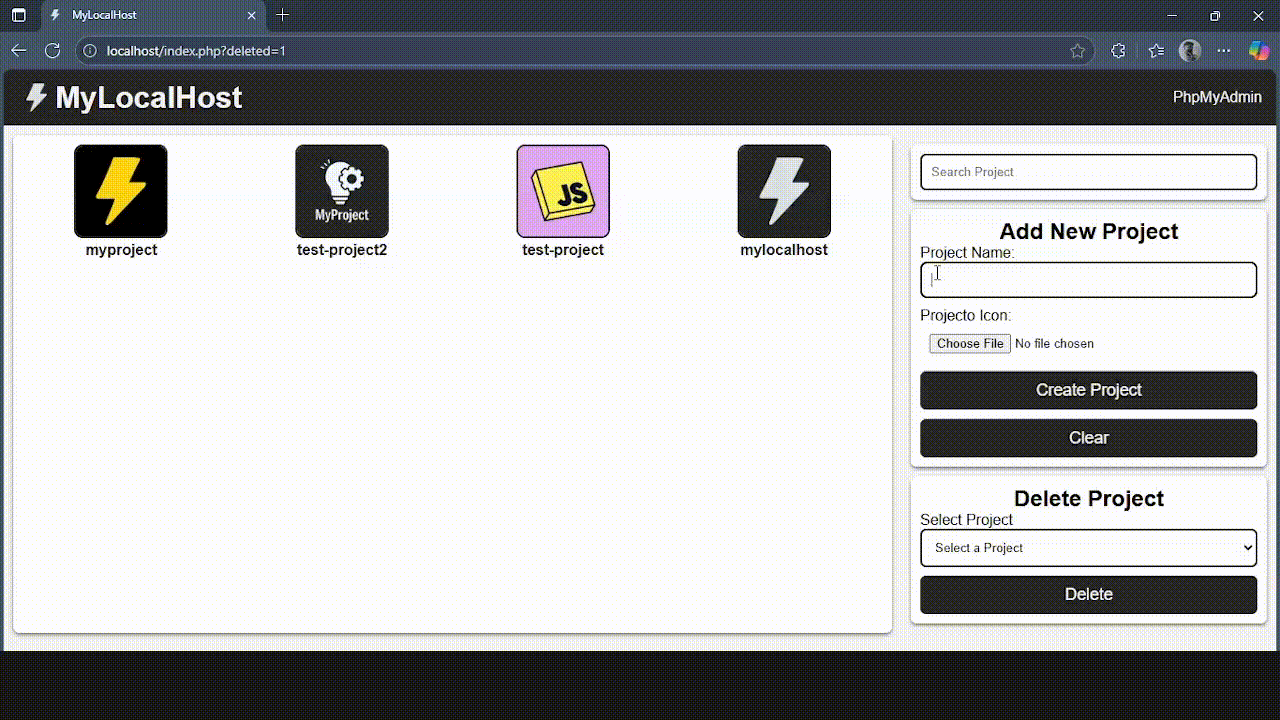 MyLocalHost
localhost/index.php?deleted=1
MyLocalHost
PhpMyAdmin
MyProject
JS
myproject
test-project2
test-project
mylocalhost
Search Project
Add New Project
Project Name:
Projecto Icon:
Choose File No file chosen
Create Project
Clear
Delete Project
Select Project
Select a Project
Delete